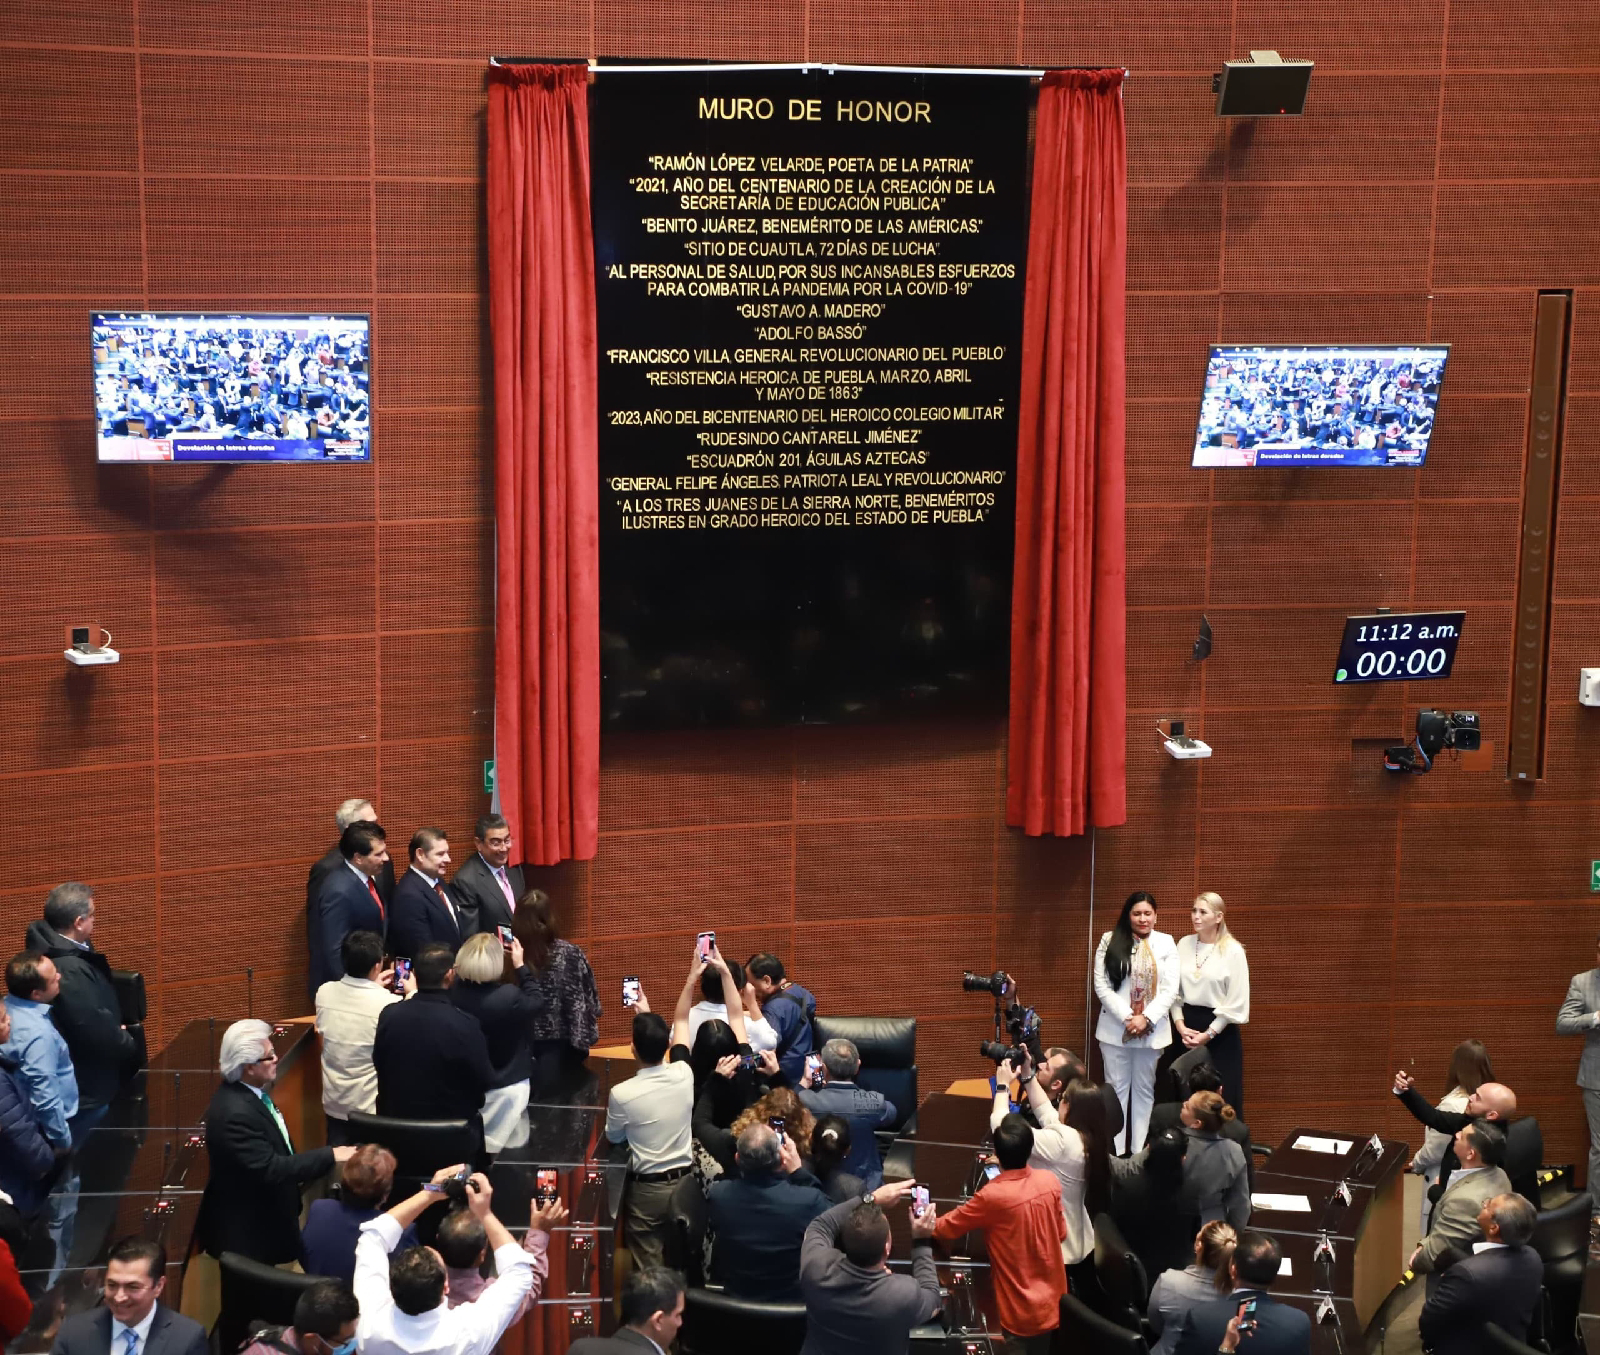 MURO DE HONOR
"RAMÓN LÓPEZ VELARDE, POETA DE LA PATRIA"
"2021, AÑO DEL CENTENARIO DE LA CREACIÓN DE LA
SECRETARÍA DE EDUCACIÓN PUBLICA"
"BENITO JUÁREZ, BENEMÉRITO DE LAS AMÉRICAS."
"SITIO DE CUAUTLA, 72 DÍAS DE LUCHA".
"AL PERSONAL DE SALUD, POR SUS INCANSABLES ESFUERZOS
PARA COMBATIR LA PANDEMIA POR LA COVID-19"
"GUSTAVO A. MADERO"
"ADOLFO BASSÓ"
"FRANCISCO VILLA, GENERAL REVOLUCIONARIO DEL PUEBLO"
"RESISTENCIA HEROICA DE PUEBLA, MARZO, ABRIL
Y MAYO DE 1863"
"2023, AÑO DEL BICENTENARIO DEL HEROICO COLEGIO MILITAR"
"RUDESINDO CANTARELL JIMÉNEZ"
"ESCUADRÓN 201, ÁGUILAS AZTECAS"
"GENERAL FELIPE ÁNGELES, PATRIOTA LEAL Y REVOLUCIONARIO"
"A LOS TRES JUANES DE LA SIERRA NORTE, BENEMÉRITOS
ILUSTRES EN GRADO HEROICO DEL ESTADO DE PUEBLA"
Develación de letras doradas
Develación de letras doradas
11:12 a.m.
00:00